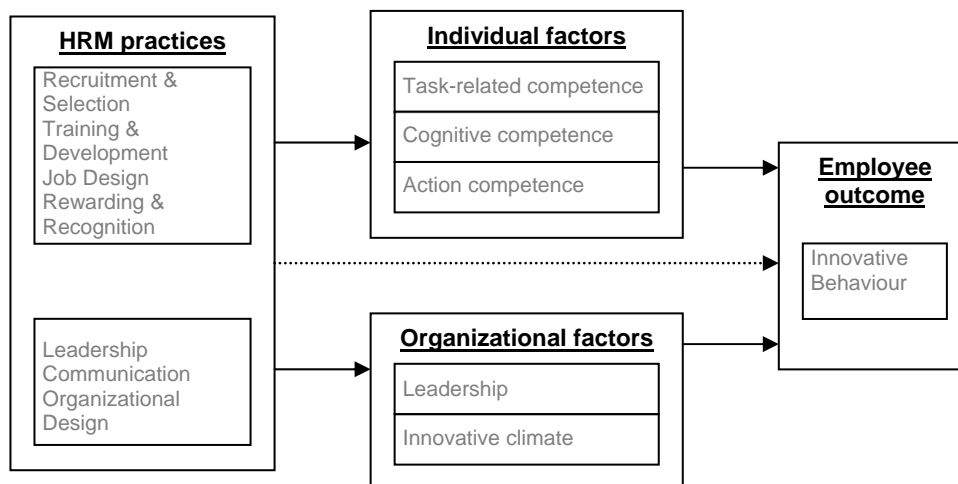 HRM practices
Recruitment &
Selection
Training &
Development
Job Design
Rewarding &
Recognition
Leadership
Communication
Organizational
Design
Individual factors
Task-related competence
Cognitive competence
Action competence
Organizational factors
Leadership
Innovative climate
Employee
outcome
Innovative
Behaviour